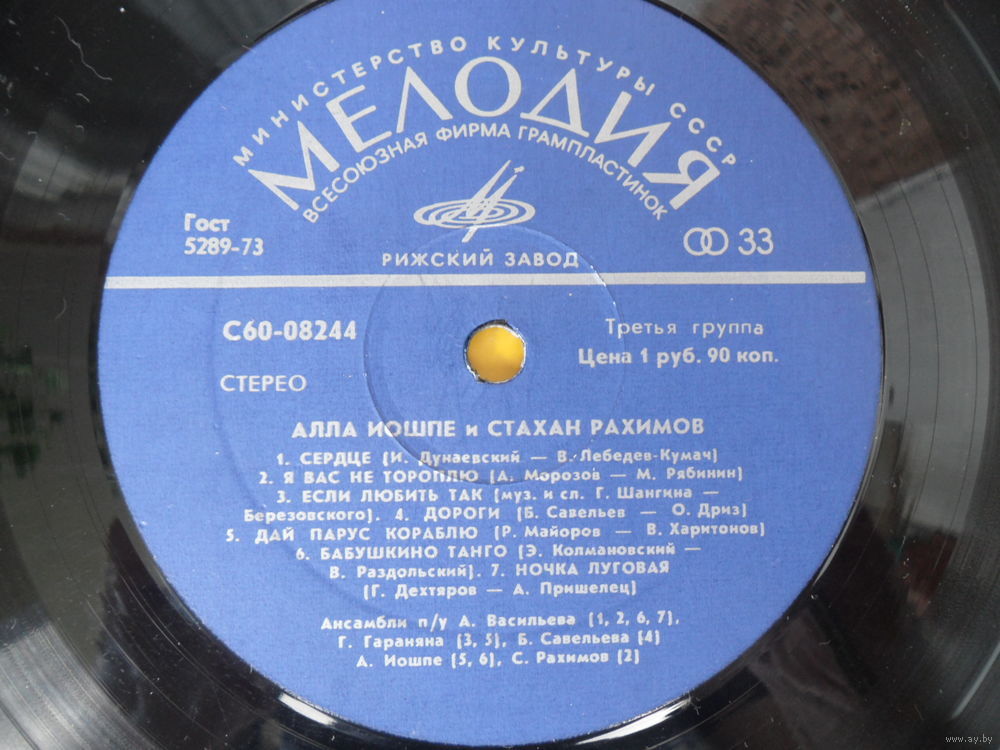 МИНИСТЕРСТВО КУЛЬТУРЫ СССР
МЕЛОДИЯ
ВСЕСОЮЗНАЯ ФИРМА ГРАМПЛАСТИНОК
Гост
5289-73
33
РИЖСКИЙ ЗАВОД
С60-08244
Третья группа
Цена 1 руб. 90 коп.
СТЕРЕО
АЛЛА ИОШПЕ и СТАХАН РАХИМОВ
1. СЕРДЦЕ (И. Дунаевский — В. Лебедев-Кумач)
2. Я ВАС НЕ ТОРОПЛЮ (А. Морозов — М. Рябинин)
3. ЕСЛИ ЛЮБИТЬ ТАК (муз. и сл. Г. Шангина —
Березовского). 4. ДОРОГИ (Б. Савельев — О. Дриз)
5. ДАЙ ПАРУС КОРАБЛЮ (Р. Майоров — В. Харитонов)
6. БАБУШКИНО ТАНГО (Э. Колмановский —
В. Раздольский). 7. НОЧКА ЛУГОВАЯ
(Г. Дехтяров — А. Пришелец)
Ансамбли п/у А. Васильева (1, 2, 6, 7),
Г. Гараняна (3, 5), Б. Савельева (4)
А. Иошпе (5, 6), С. Рахимов (2)
www.ay.by